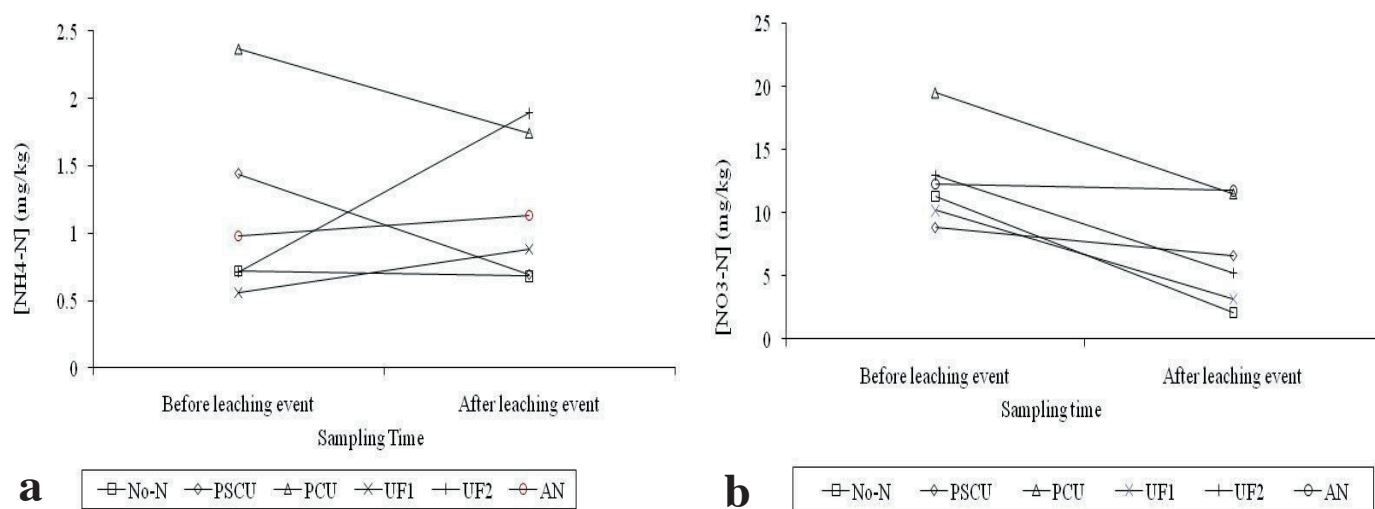 2.5
2
1.5
1
0.5
0
[NH4-N] (mg/kg)
Before leaching event After leaching event
Sampling Time
a
No-N PSCU PCU UF1 UF2 AN
25
20
15
10
5
0
[NO3-N] (mg/kg)
Before leaching event After leaching event
Sampling time
b
No-N PSCU PCU UF1 UF2 AN